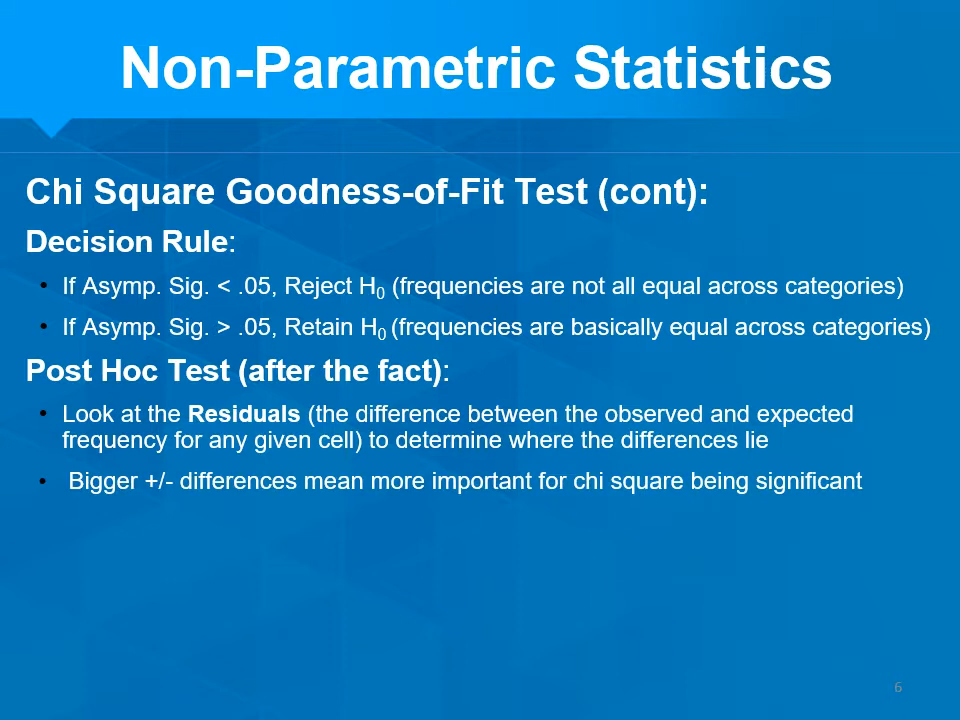 Non-Parametric Statistics
Chi Square Goodness-of-Fit Test (cont):
Decision Rule:
• If Asymp. Sig. < .05, Reject H0 (frequencies are not all equal across categories)
• If Asymp. Sig. > .05, Retain H0 (frequencies are basically equal across categories)
Post Hoc Test (after the fact):
• Look at the Residuals (the difference between the observed and expected
frequency for any given cell) to determine where the differences lie
• Bigger +/- differences mean more important for chi square being significant
6